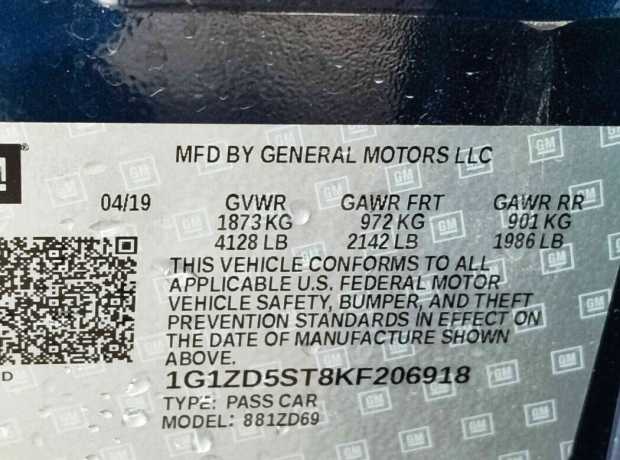 MFD BY GENERAL MOTORS LLC
04/19 GVWR GAWR FRT GAWR RR
1873 KG 972 KG 901 KG
4128 LB 2142 LB 1986 LB
THIS VEHICLE CONFORMS TO ALL
APPLICABLE U.S. FEDERAL MOTOR
VEHICLE SAFETY, BUMPER, AND THEFT
PREVENTION STANDARDS IN EFFECT ON
THE DATE OF MANUFACTURE SHOWN
ABOVE.
1G1ZD5ST8KF206918
TYPE: PASS CAR
MODEL: 881ZD69